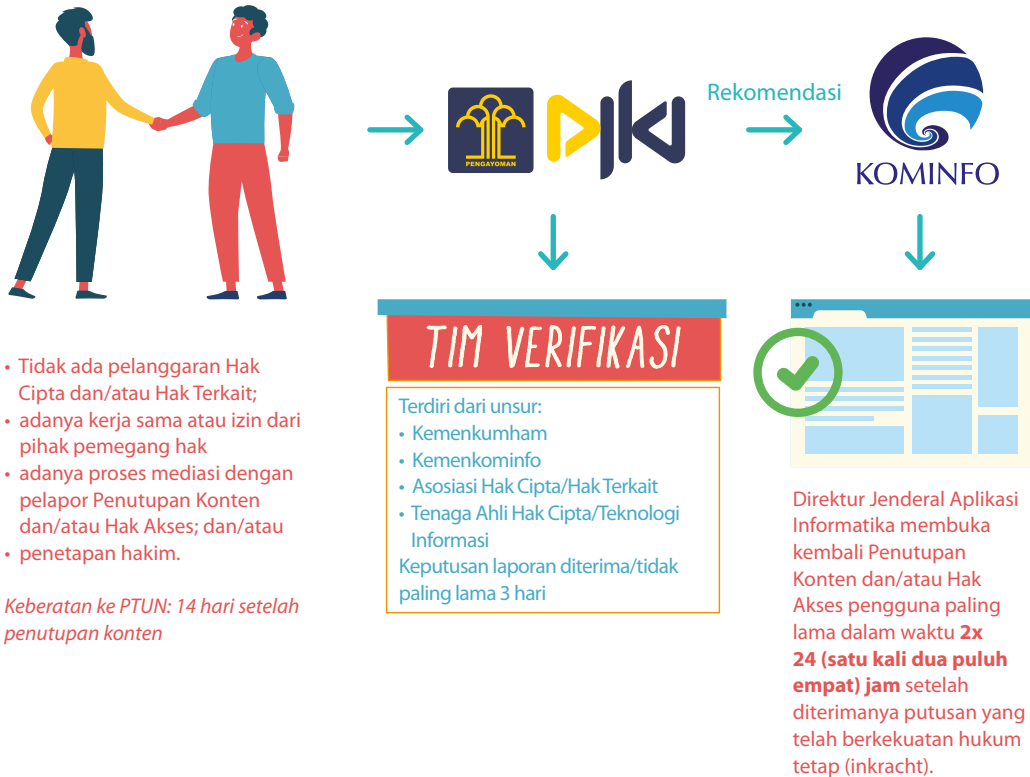 PENGAYOMAN
DJKI
Rekomendasi
KOMINFO
• Tidak ada pelanggaran Hak
Cipta dan/atau Hak Terkait;
• adanya kerja sama atau izin dari
pihak pemegang hak
• adanya proses mediasi dengan
pelapor Penutupan Konten
dan/atau Hak Akses; dan/atau
• penetapan hakim.
Keberatan ke PTUN: 14 hari setelah
penutupan konten
TIM VERIFIKASI
Terdiri dari unsur:
• Kemenkumham
• Kemenkominfo
• Asosiasi Hak Cipta/Hak Terkait
• Tenaga Ahli Hak Cipta/Teknologi
Informasi
Keputusan laporan diterima/tidak
paling lama 3 hari
Direktur Jenderal Aplikasi
Informatika membuka
kembali Penutupan
Konten dan/atau Hak
Akses pengguna paling
lama dalam waktu 2x
24 (satu kali dua puluh
empat) jam setelah
diterimanya putusan yang
telah berkekuatan hukum
tetap (inkracht).